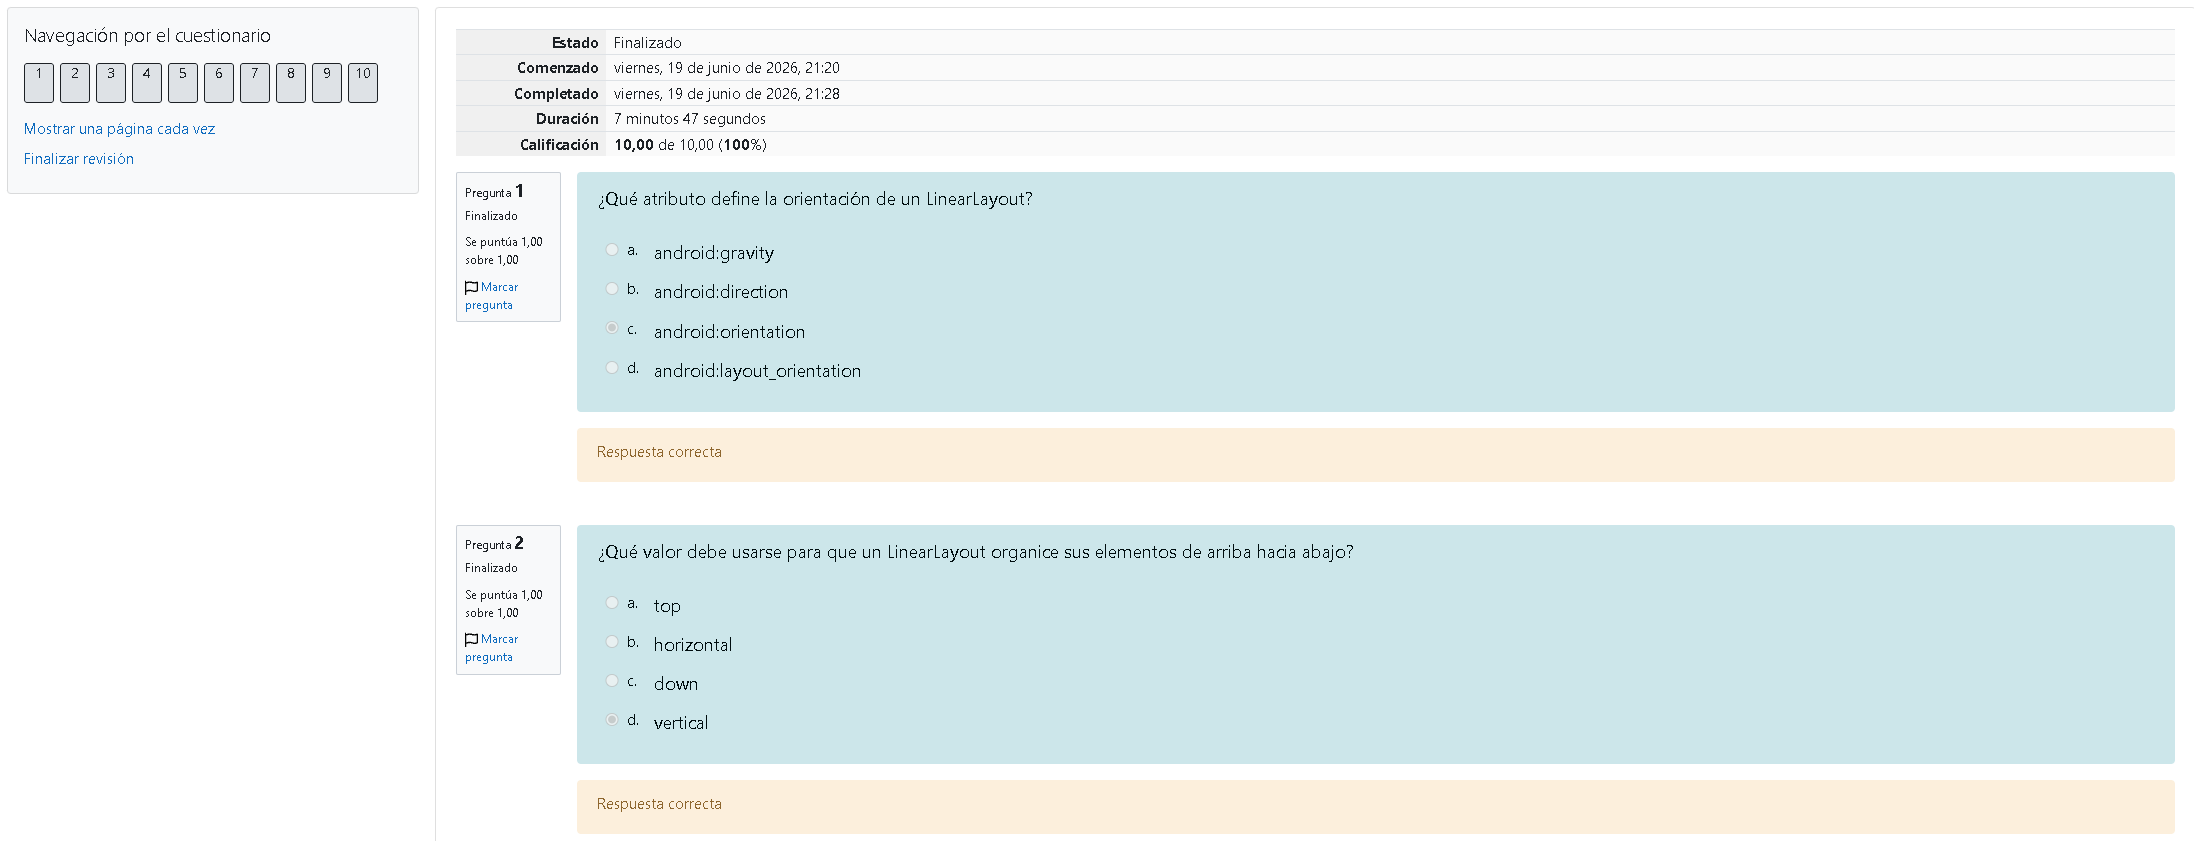 Navegación por el cuestionario
1 2 3 4 5 6 7 8 9 10
Mostrar una página cada vez
Finalizar revisión
Estado Finalizado
Comenzado viernes, 19 de junio de 2026, 21:20
Completado viernes, 19 de junio de 2026, 21:28
Duración 7 minutos 47 segundos
Calificación 10,00 de 10,00 (100%)
Pregunta 1
Finalizado
Se puntúa 1,00
sobre 1,00
Marcar
pregunta
¿Qué atributo define la orientación de un LinearLayout?
a. android:gravity
b. android:direction
c. android:orientation
d. android:layout_orientation
Respuesta correcta
Pregunta 2
Finalizado
Se puntúa 1,00
sobre 1,00
Marcar
pregunta
¿Qué valor debe usarse para que un LinearLayout organice sus elementos de arriba hacia abajo?
a. top
b. horizontal
c. down
d. vertical
Respuesta correcta